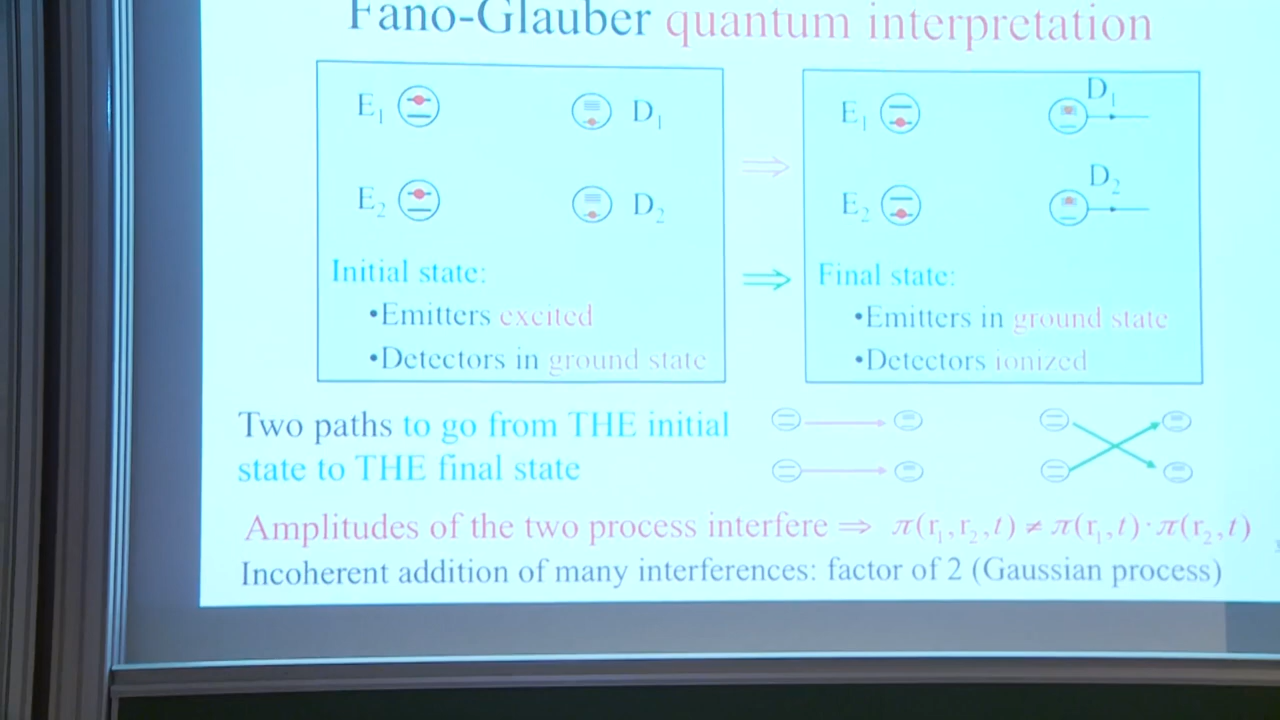 Fano-Glauber quantum interpretation
E₁ D₁
E₂ D₂
Initial state:
•Emitters excited
•Detectors in ground state
⇒
⇒
E₁ D₁
E₂ D₂
Final state:
•Emitters in ground state
•Detectors ionized
Two paths to go from THE initial
state to THE final state
Amplitudes of the two process interfere ⇒ π(r₁,r₂,t) ≠ π(r₁,t)·π(r₂,t)
Incoherent addition of many interferences: factor of 2 (Gaussian process)